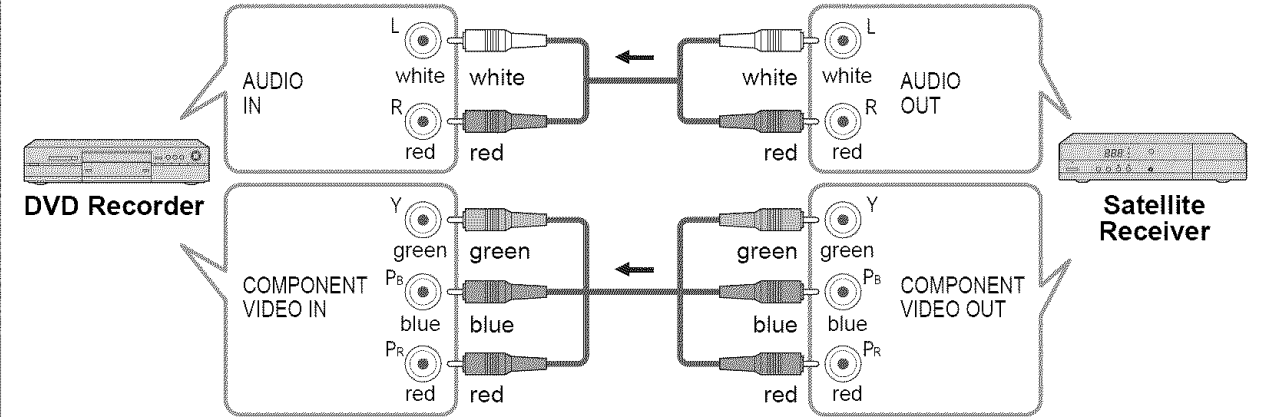 L
white white
AUDIO
IN
R
red red
white white
L
AUDIO
OUT
R
red red
DVD Recorder
888
Satellite
Receiver
Y
green green
COMPONENT
VIDEO IN
PB
blue blue
PR
red red
Y
green green
PB
COMPONENT
VIDEO OUT
blue blue
PR
red red